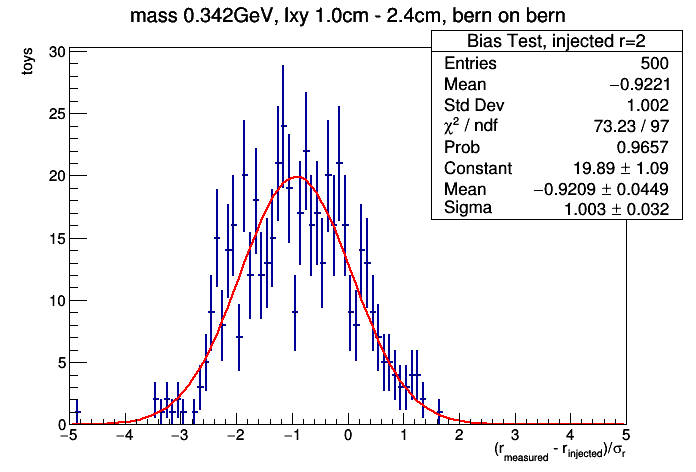 mass 0.342GeV, lxy 1.0cm - 2.4cm, bern on bern
Bias Test, injected r=2
Entries 500
Mean −0.9221
Std Dev 1.002
χ² / ndf 73.23 / 97
Prob 0.9657
Constant 19.89 ± 1.09
Mean −0.9209 ± 0.0449
Sigma 1.003 ± 0.032
toys
30
25
20
15
10
5
0
−5 −4 −3 −2 −1 0 1 2 3 4 5
(r_measured - r_injected)/σ_r